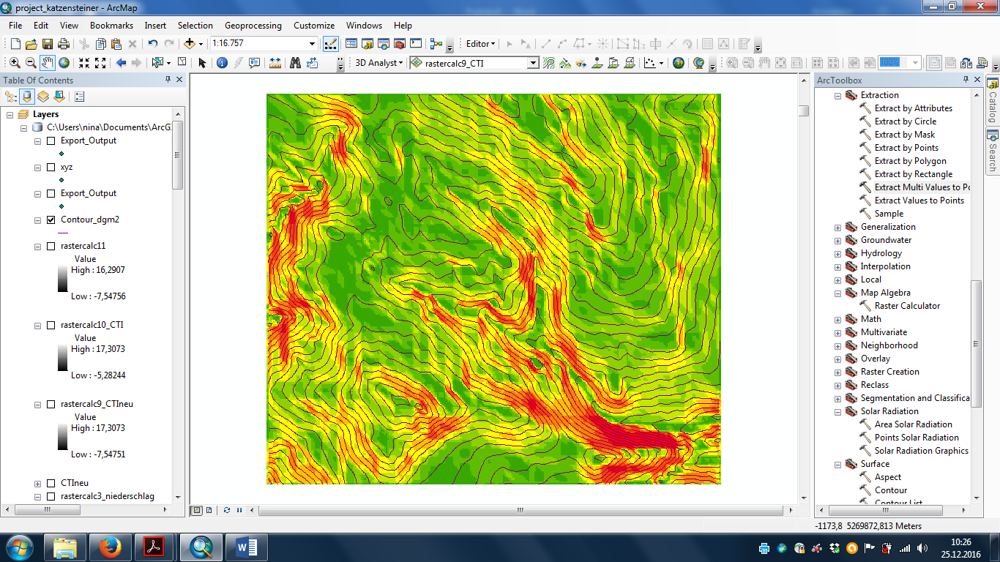 project_katzensteiner - ArcMap
File Edit View Bookmarks Insert Selection Geoprocessing Customize Windows Help
1:16.757
Editor
3D Analyst
rastercalc9_CTI
100%
Table Of Contents
Layers
C:\Users\nina\Documents\ArcG
Export_Output
xyz
Export_Output
Contour_dgm2
rastercalc11
Value
High : 16,2907
Low : -7,54756
rastercalc10_CTI
Value
High : 17,3073
Low : -5,28244
rastercalc9_CTIneu
Value
High : 17,3073
Low : -7,54751
CTIneu
rastercalc3_niederschlag
ArcToolbox
Extraction
Extract by Attributes
Extract by Circle
Extract by Mask
Extract by Points
Extract by Polygon
Extract by Rectangle
Extract Multi Values to Po
Extract Values to Points
Sample
Generalization
Groundwater
Hydrology
Interpolation
Local
Map Algebra
Raster Calculator
Math
Multivariate
Neighborhood
Overlay
Raster Creation
Reclass
Segmentation and Classifica
Solar Radiation
Area Solar Radiation
Points Solar Radiation
Solar Radiation Graphics
Surface
Aspect
Contour
Contour List
Catalog
Search
-1173,8 5269872,813 Meters
10:26
25.12.2016